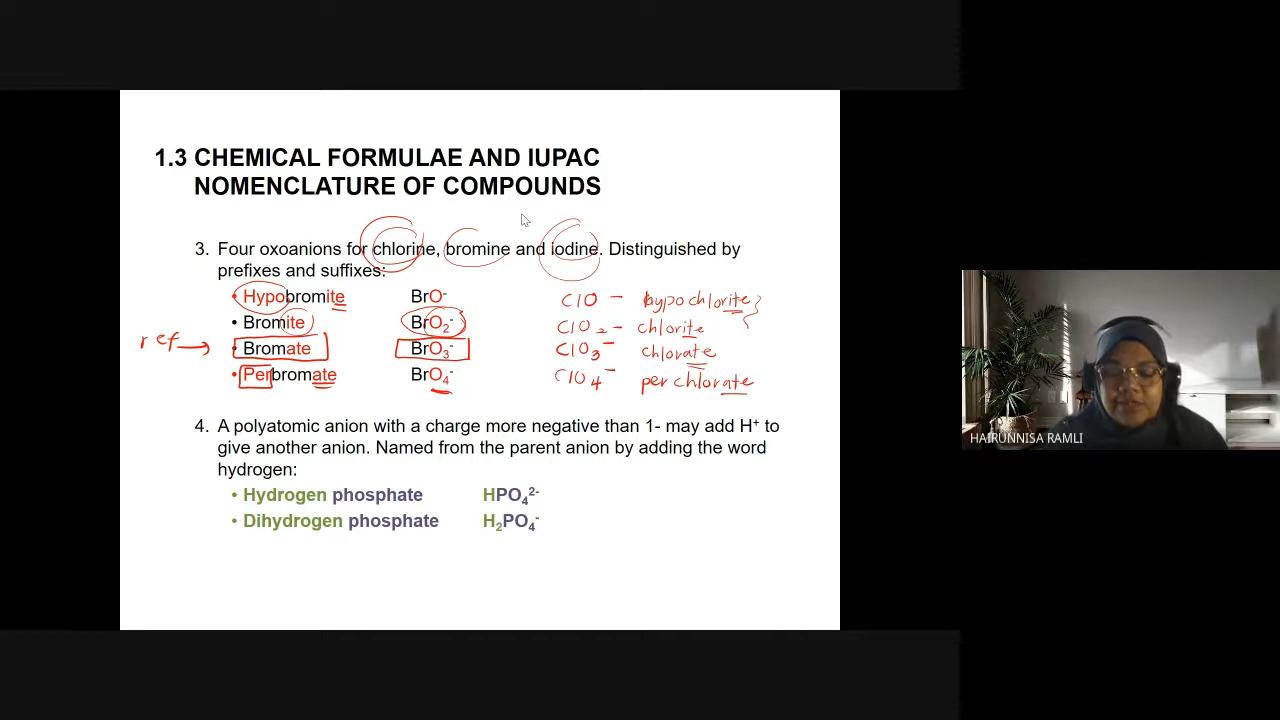 1.3 CHEMICAL FORMULAE AND IUPAC
NOMENCLATURE OF COMPOUNDS
3. Four oxoanions for chlorine, bromine and iodine. Distinguished by
prefixes and suffixes:
• Hypobromite BrO⁻ ClO⁻ hypochlorite
• Bromite BrO₂⁻ ClO₂⁻ chlorite
ref → • Bromate BrO₃⁻ ClO₃⁻ chlorate
• Perbromate BrO₄⁻ ClO₄⁻ perchlorate
4. A polyatomic anion with a charge more negative than 1- may add H⁺ to
give another anion. Named from the parent anion by adding the word
hydrogen:
• Hydrogen phosphate HPO₄²⁻
• Dihydrogen phosphate H₂PO₄⁻
HAIRUNNISA RAMLI